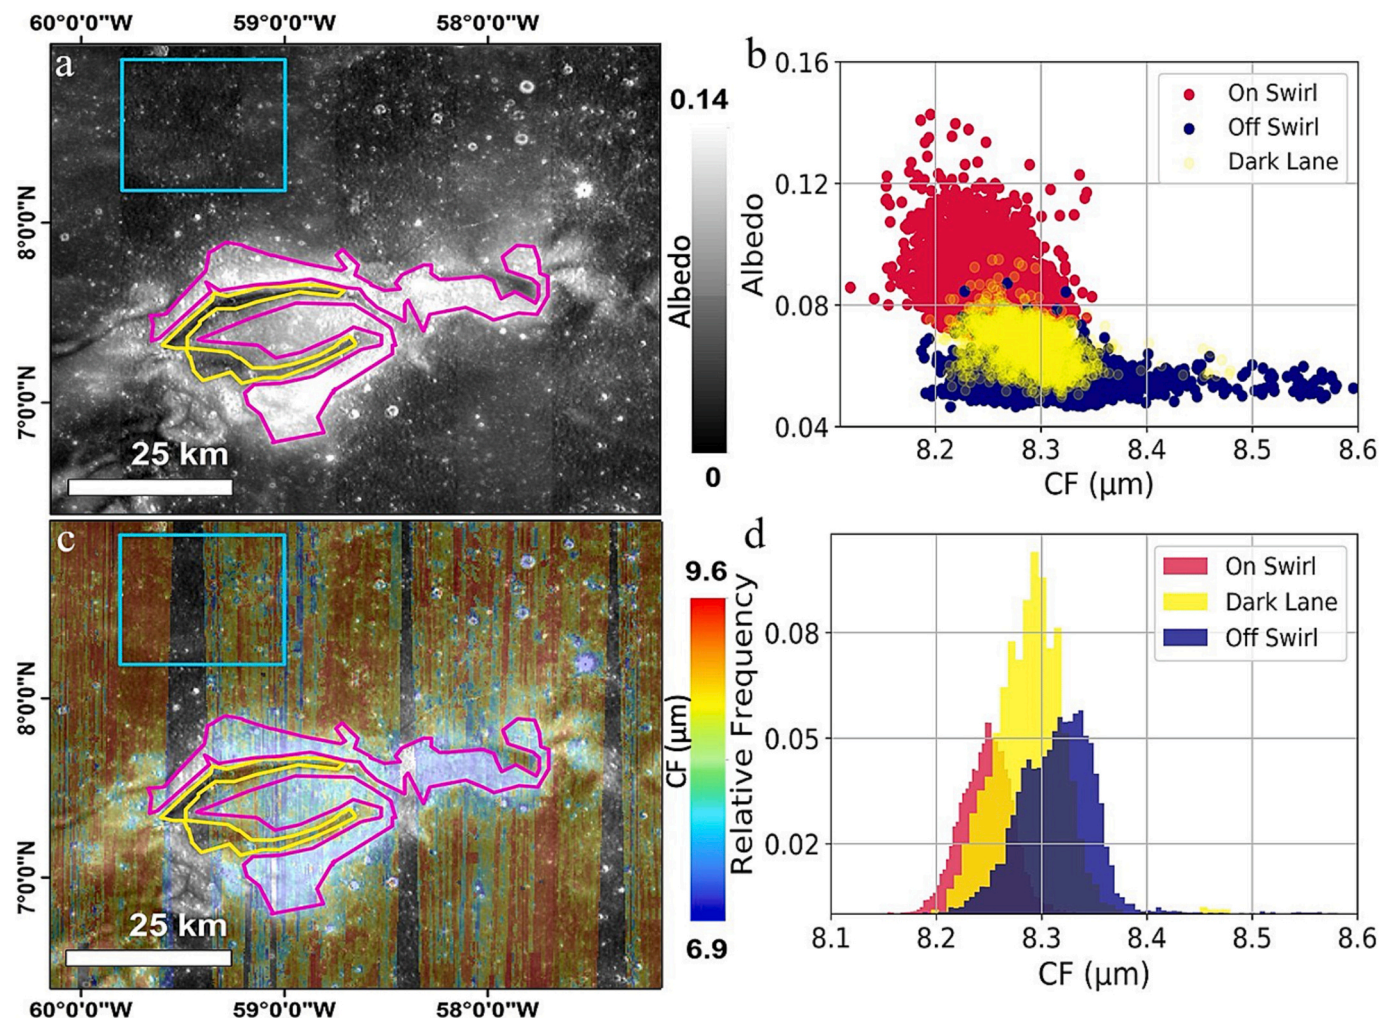 60°0'0"W 59°0'0"W 58°0'0"W
a
8°0'0"N
7°0'0"N
25 km
0.14
Albedo
0
b
0.16
0.12
0.08
0.04
Albedo
On Swirl
Off Swirl
Dark Lane
8.2 8.3 8.4 8.5 8.6
CF (μm)
c
8°0'0"N
7°0'0"N
25 km
60°0'0"W 59°0'0"W 58°0'0"W
9.6
CF (μm)
6.9
d
Relative Frequency
0.08
0.05
0.02
On Swirl
Dark Lane
Off Swirl
8.1 8.2 8.3 8.4 8.5 8.6
CF (μm)